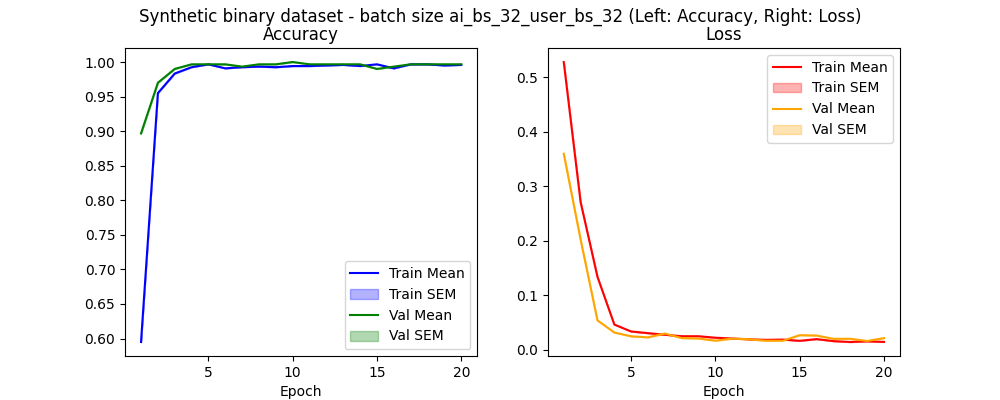 Synthetic binary dataset - batch size ai_bs_32_user_bs_32 (Left: Accuracy, Right: Loss)
Accuracy
1.00
0.95
0.90
0.85
0.80
0.75
0.70
0.65
0.60
5
10
15
20
Epoch
Train Mean
Train SEM
Val Mean
Val SEM
Loss
0.5
0.4
0.3
0.2
0.1
0.0
5
10
15
20
Epoch
Train Mean
Train SEM
Val Mean
Val SEM